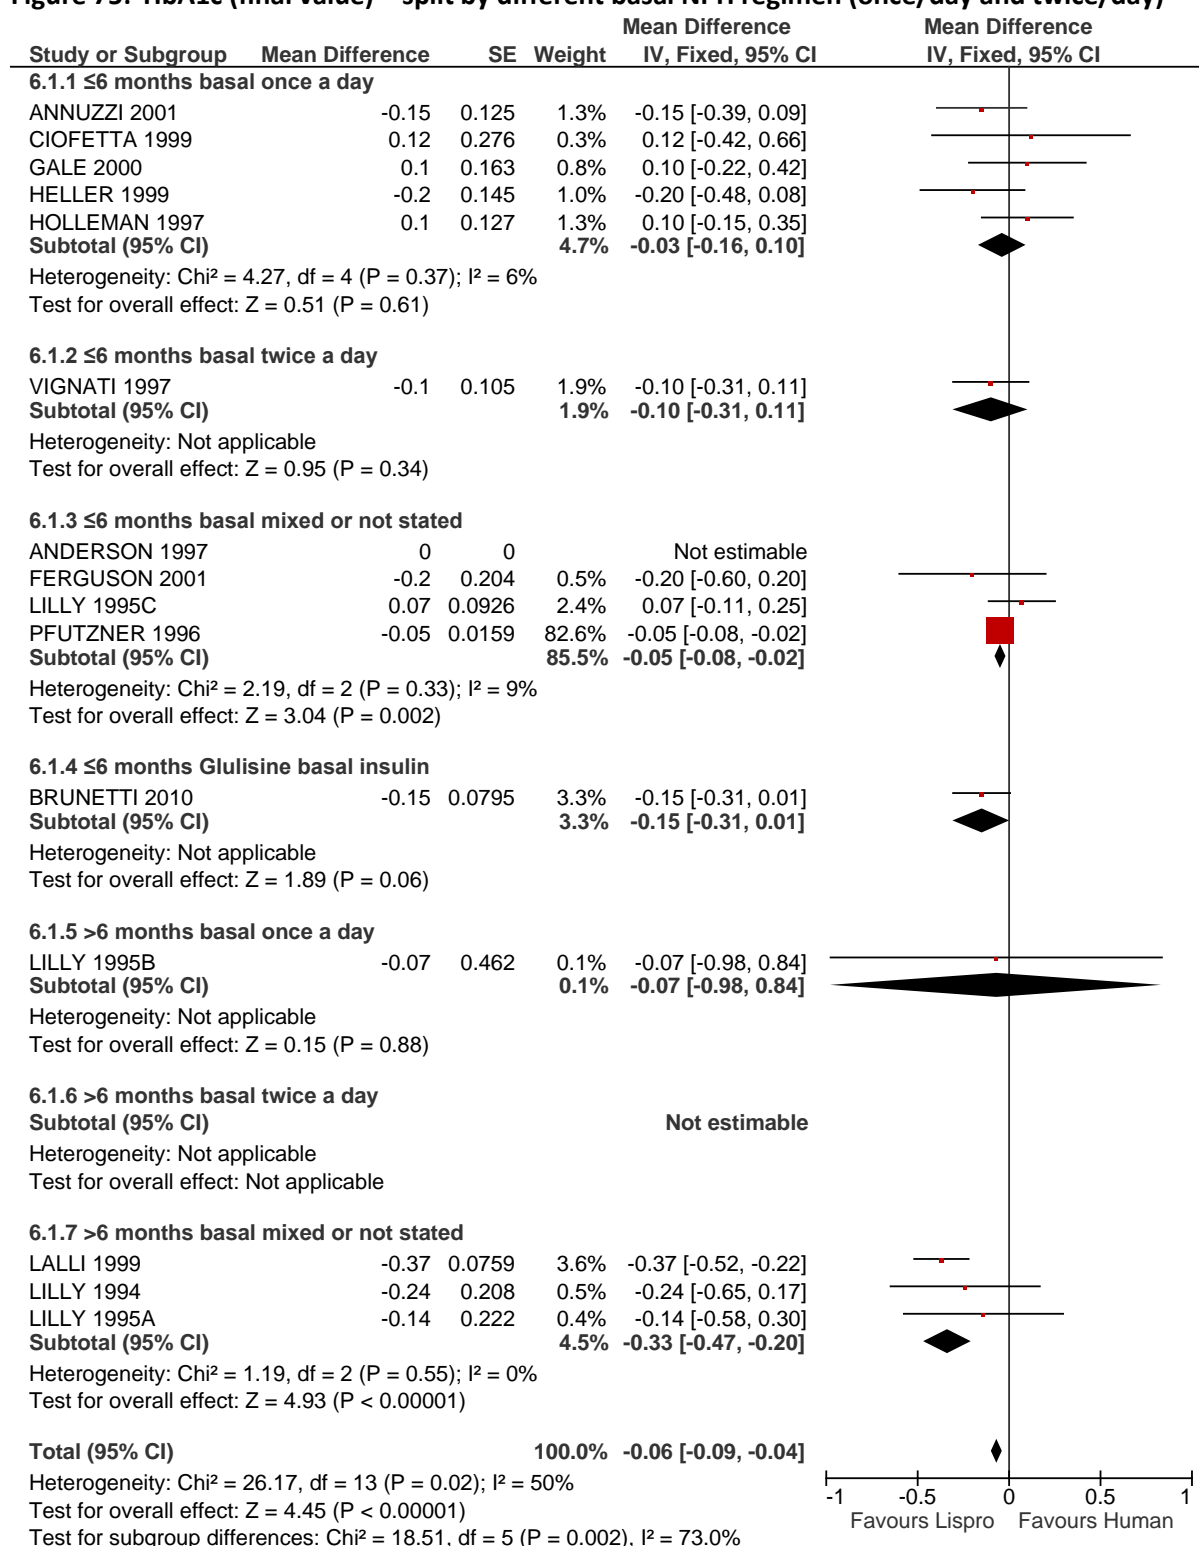 Figure 75: HbA1c (final value) – split by different basal NPH regimen (once/day and twice/day)
Mean Difference Mean Difference
Study or Subgroup Mean Difference SE Weight IV, Fixed, 95% CI IV, Fixed, 95% CI
6.1.1 ≤6 months basal once a day
ANNUZZI 2001 -0.15 0.125 1.3% -0.15 [-0.39, 0.09]
CIOFETTA 1999 0.12 0.276 0.3% 0.12 [-0.42, 0.66]
GALE 2000 0.1 0.163 0.8% 0.10 [-0.22, 0.42]
HELLER 1999 -0.2 0.145 1.0% -0.20 [-0.48, 0.08]
HOLLEMAN 1997 0.1 0.127 1.3% 0.10 [-0.15, 0.35]
Subtotal (95% CI) 4.7% -0.03 [-0.16, 0.10]
Heterogeneity: Chi² = 4.27, df = 4 (P = 0.37); I² = 6%
Test for overall effect: Z = 0.51 (P = 0.61)
6.1.2 ≤6 months basal twice a day
VIGNATI 1997 -0.1 0.105 1.9% -0.10 [-0.31, 0.11]
Subtotal (95% CI) 1.9% -0.10 [-0.31, 0.11]
Heterogeneity: Not applicable
Test for overall effect: Z = 0.95 (P = 0.34)
6.1.3 ≤6 months basal mixed or not stated
ANDERSON 1997 0 0 Not estimable
FERGUSON 2001 -0.2 0.204 0.5% -0.20 [-0.60, 0.20]
LILLY 1995C 0.07 0.0926 2.4% 0.07 [-0.11, 0.25]
PFUTZNER 1996 -0.05 0.0159 82.6% -0.05 [-0.08, -0.02]
Subtotal (95% CI) 85.5% -0.05 [-0.08, -0.02]
Heterogeneity: Chi² = 2.19, df = 2 (P = 0.33); I² = 9%
Test for overall effect: Z = 3.04 (P = 0.002)
6.1.4 ≤6 months Glulisine basal insulin
BRUNETTI 2010 -0.15 0.0795 3.3% -0.15 [-0.31, 0.01]
Subtotal (95% CI) 3.3% -0.15 [-0.31, 0.01]
Heterogeneity: Not applicable
Test for overall effect: Z = 1.89 (P = 0.06)
6.1.5 >6 months basal once a day
LILLY 1995B -0.07 0.462 0.1% -0.07 [-0.98, 0.84]
Subtotal (95% CI) 0.1% -0.07 [-0.98, 0.84]
Heterogeneity: Not applicable
Test for overall effect: Z = 0.15 (P = 0.88)
6.1.6 >6 months basal twice a day
Subtotal (95% CI) Not estimable
Heterogeneity: Not applicable
Test for overall effect: Not applicable
6.1.7 >6 months basal mixed or not stated
LALLI 1999 -0.37 0.0759 3.6% -0.37 [-0.52, -0.22]
LILLY 1994 -0.24 0.208 0.5% -0.24 [-0.65, 0.17]
LILLY 1995A -0.14 0.222 0.4% -0.14 [-0.58, 0.30]
Subtotal (95% CI) 4.5% -0.33 [-0.47, -0.20]
Heterogeneity: Chi² = 1.19, df = 2 (P = 0.55); I² = 0%
Test for overall effect: Z = 4.93 (P < 0.00001)
Total (95% CI) 100.0% -0.06 [-0.09, -0.04]
Heterogeneity: Chi² = 26.17, df = 13 (P = 0.02); I² = 50%
Test for overall effect: Z = 4.45 (P < 0.00001)
Test for subgroup differences: Chi² = 18.51, df = 5 (P = 0.002), I² = 73.0%
-1 -0.5 0 0.5 1
Favours Lispro Favours Human